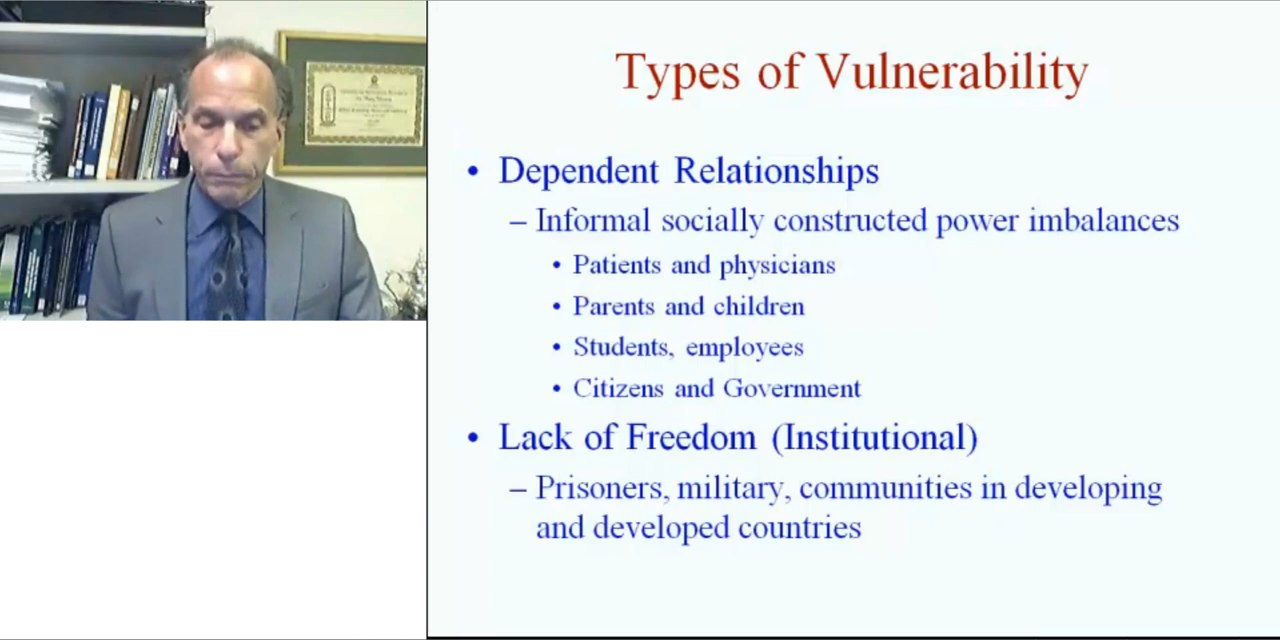 Types of Vulnerability
• Dependent Relationships
– Informal socially constructed power imbalances
• Patients and physicians
• Parents and children
• Students, employees
• Citizens and Government
• Lack of Freedom (Institutional)
– Prisoners, military, communities in developing
and developed countries